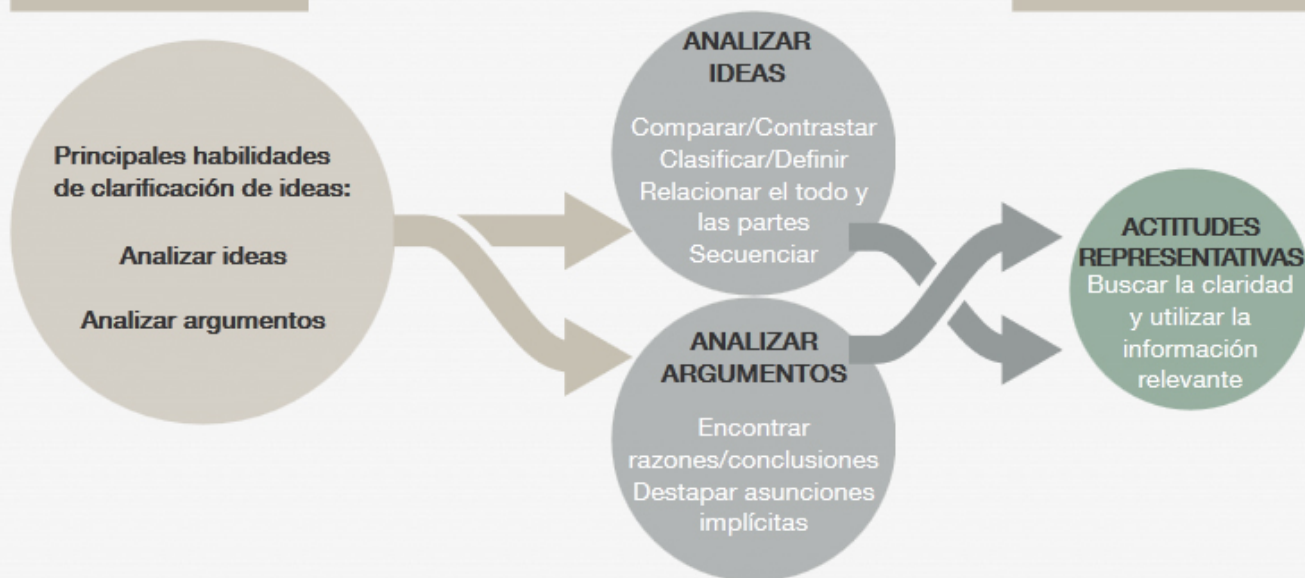 Principales habilidades
de clarificación de ideas:
Analizar ideas
Analizar argumentos
ANALIZAR
IDEAS
Comparar/Contrastar
Clasificar/Definir
Relacionar el todo y
las partes
Secuenciar
ANALIZAR
ARGUMENTOS
Encontrar
razones/conclusiones
Destapar asunciones
implícitas
ACTITUDES
REPRESENTATIVAS
Buscar la claridad
y utilizar la
información
relevante